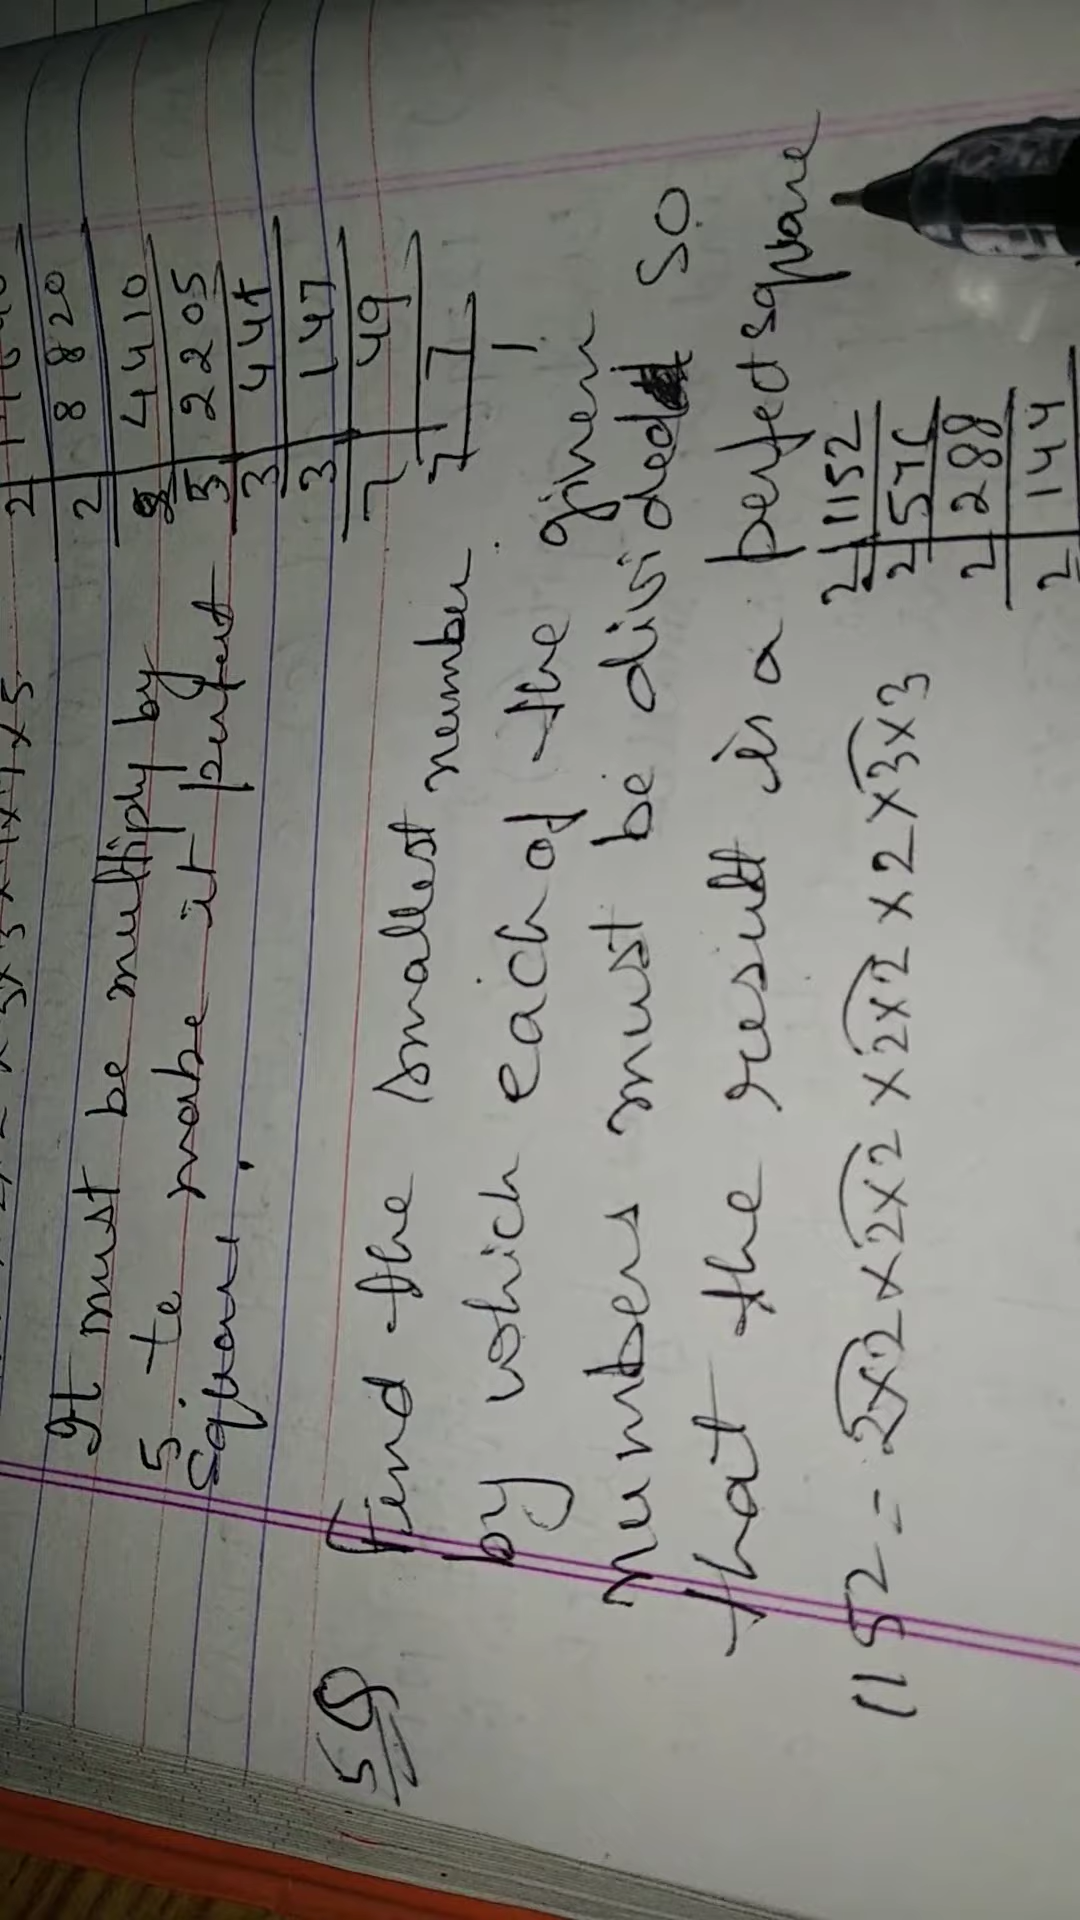 2 8820
2 4410
5 2205
3 441
3 147
7 49
7 7
1
It must be multiply by
5 to make it perfect
Square.
5Q Find the smallest number
by which each of the given
numbers must be divided so
that the result is a perfect square
1152 = 2×2×2×2×2×2×2×3×3
2 1152
2 576
2 288
2 144